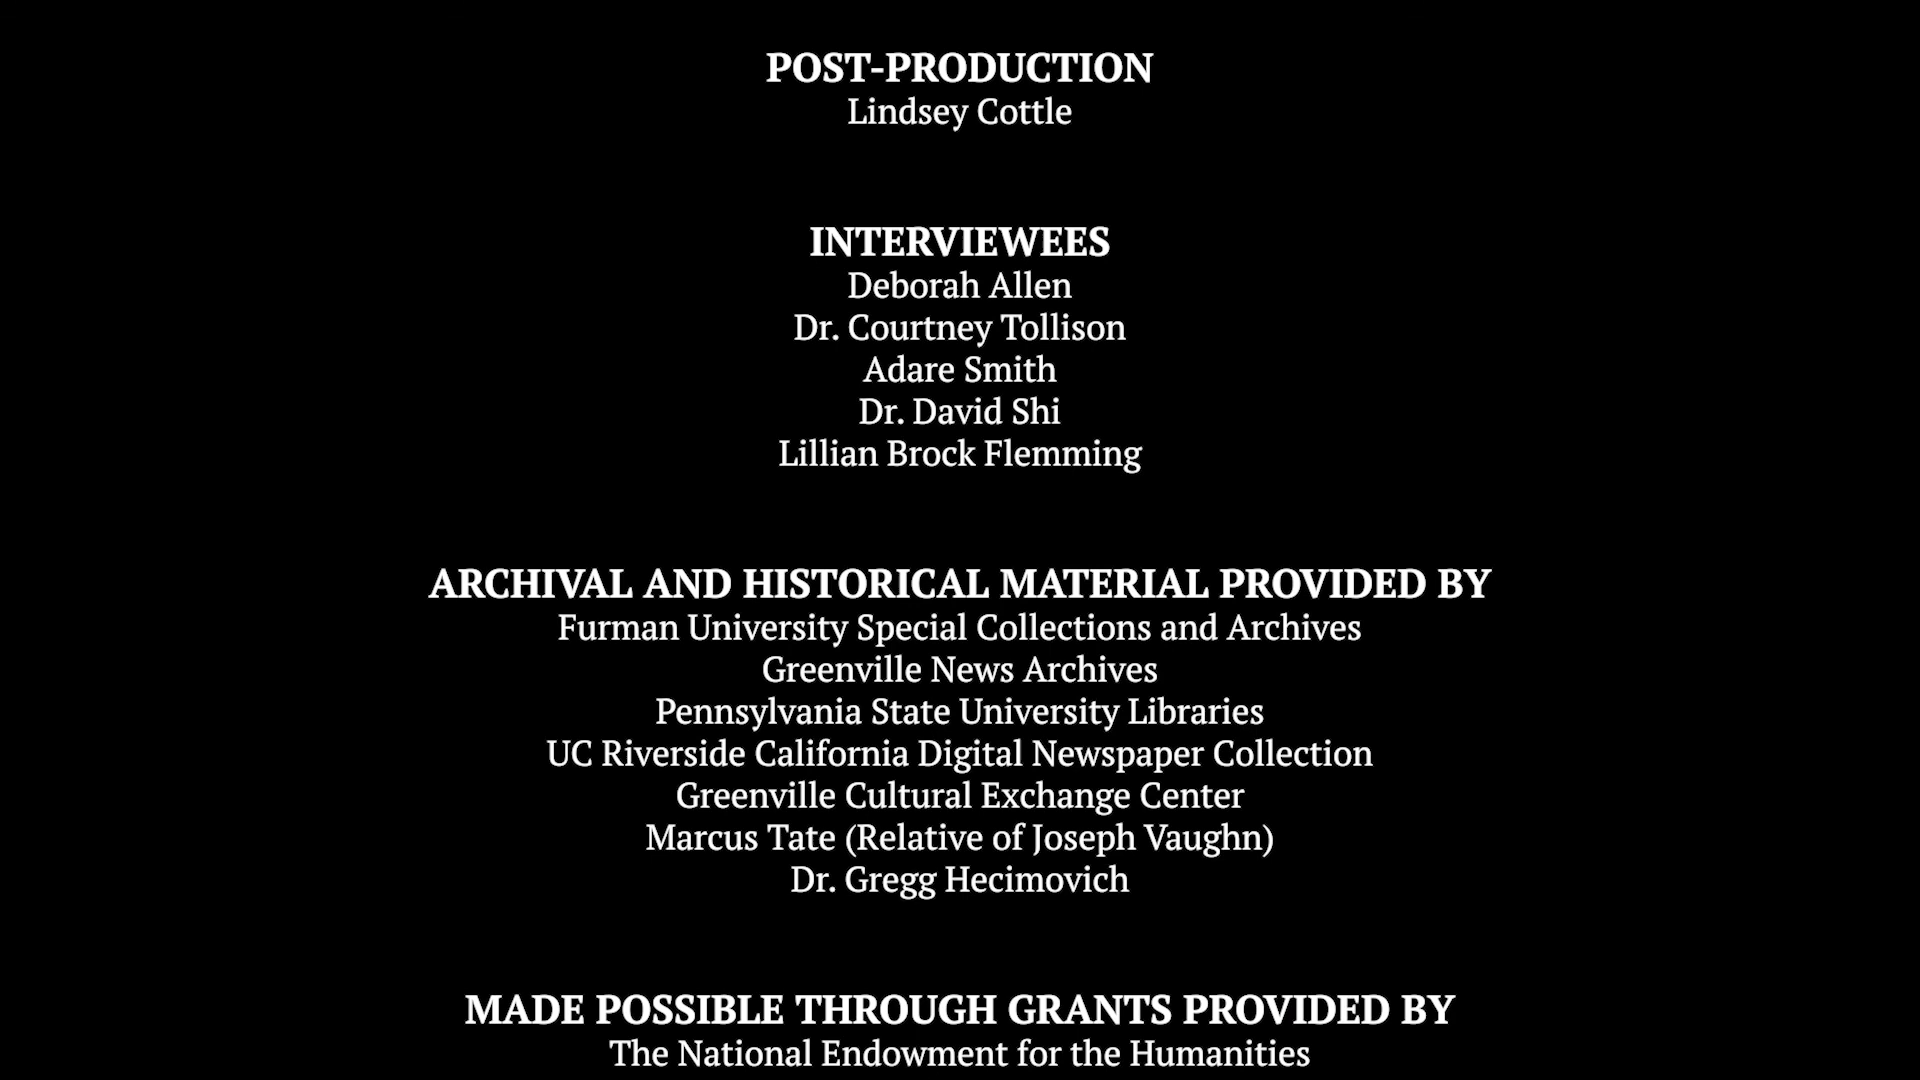 POST-PRODUCTION
Lindsey Cottle
INTERVIEWEES
Deborah Allen
Dr. Courtney Tollison
Adare Smith
Dr. David Shi
Lillian Brock Flemming
ARCHIVAL AND HISTORICAL MATERIAL PROVIDED BY
Furman University Special Collections and Archives
Greenville News Archives
Pennsylvania State University Libraries
UC Riverside California Digital Newspaper Collection
Greenville Cultural Exchange Center
Marcus Tate (Relative of Joseph Vaughn)
Dr. Gregg Hecimovich
MADE POSSIBLE THROUGH GRANTS PROVIDED BY
The National Endowment for the Humanities